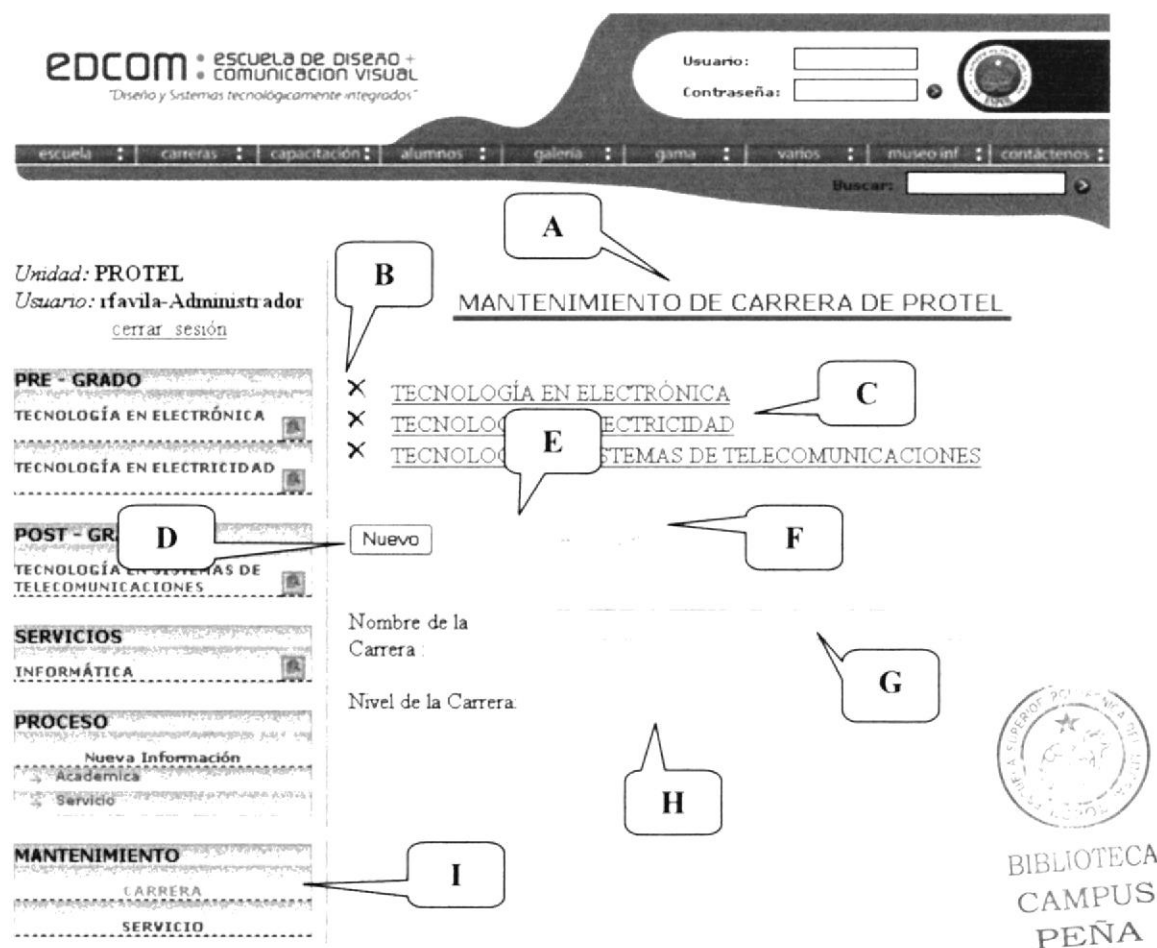 edcom : escuela de diseño +
comunicacion visual
"Diseño y Sistemas tecnológicamente integrados"
Usuario:
Contraseña:
ESPOL
escuela : carreras : capacitación : alumnos : galería : gama : varios : museo inf : contáctenos :
Buscar:
A
Unidad: PROTEL
Usuario: rfavila-Administrador
cerrar sesión
B
MANTENIMIENTO DE CARRERA DE PROTEL
PRE - GRADO
TECNOLOGÍA EN ELECTRÓNICA
TECNOLOGÍA EN ELECTRICIDAD
POST - GR
TECNOLOGÍA EN SISTEMAS DE
TELECOMUNICACIONES
SERVICIOS
INFORMÁTICA
PROCESO
Nueva Información
Academica
Servicio
MANTENIMIENTO
CARRERA
SERVICIO
TECNOLOGÍA EN ELECTRÓNICA
TECNOLO ECTRICIDAD
TECNOLOG STEMAS DE TELECOMUNICACIONES
C
E
D
Nuevo
F
Nombre de la
Carrera :
G
Nivel de la Carrera:
H
I
BIBLIOTECA
CAMPUS
PEÑA